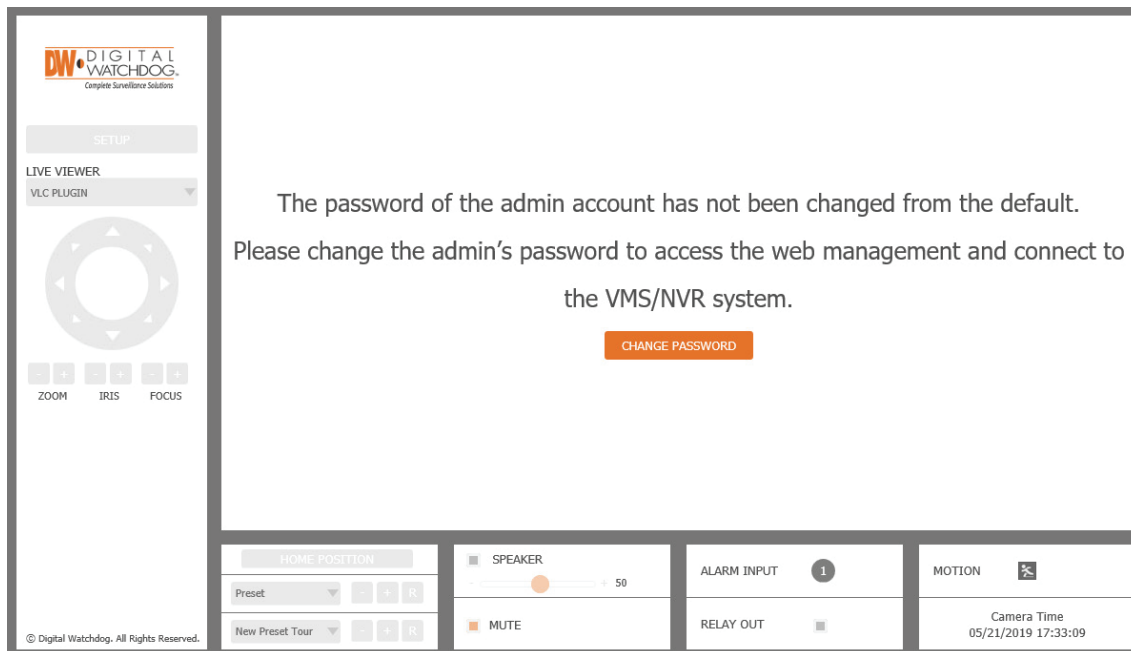 DW DIGITAL
WATCHDOG
Complete Surveillance Solutions
SETUP
LIVE VIEWER
VLC PLUGIN
- + - + - +
ZOOM IRIS FOCUS
© Digital Watchdog. All Rights Reserved.
The password of the admin account has not been changed from the default.
Please change the admin’s password to access the web management and connect to
the VMS/NVR system.
CHANGE PASSWORD
HOME POSITION
Preset - + R
New Preset Tour - + R
SPEAKER
- + 50
MUTE
ALARM INPUT 1
RELAY OUT
MOTION
Camera Time
05/21/2019 17:33:09